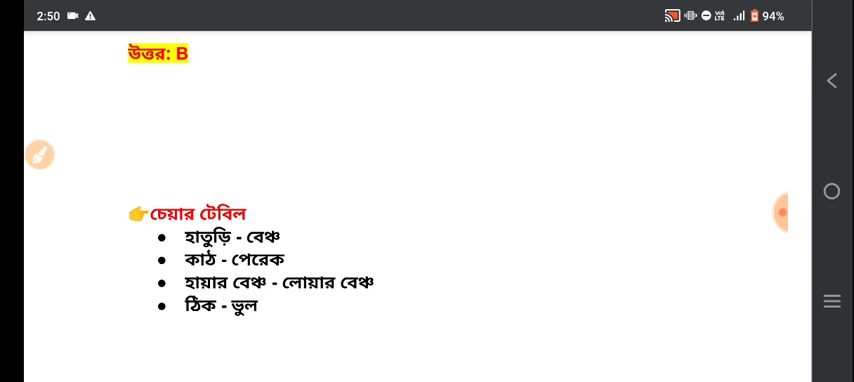 2:50 94%
উত্তর: B
👉চেয়ার টেবিল
● হাতুড়ি - বেঞ্চ
● কাঠ - পেরেক
● হায়ার বেঞ্চ - লোয়ার বেঞ্চ
● ঠিক - ভুল